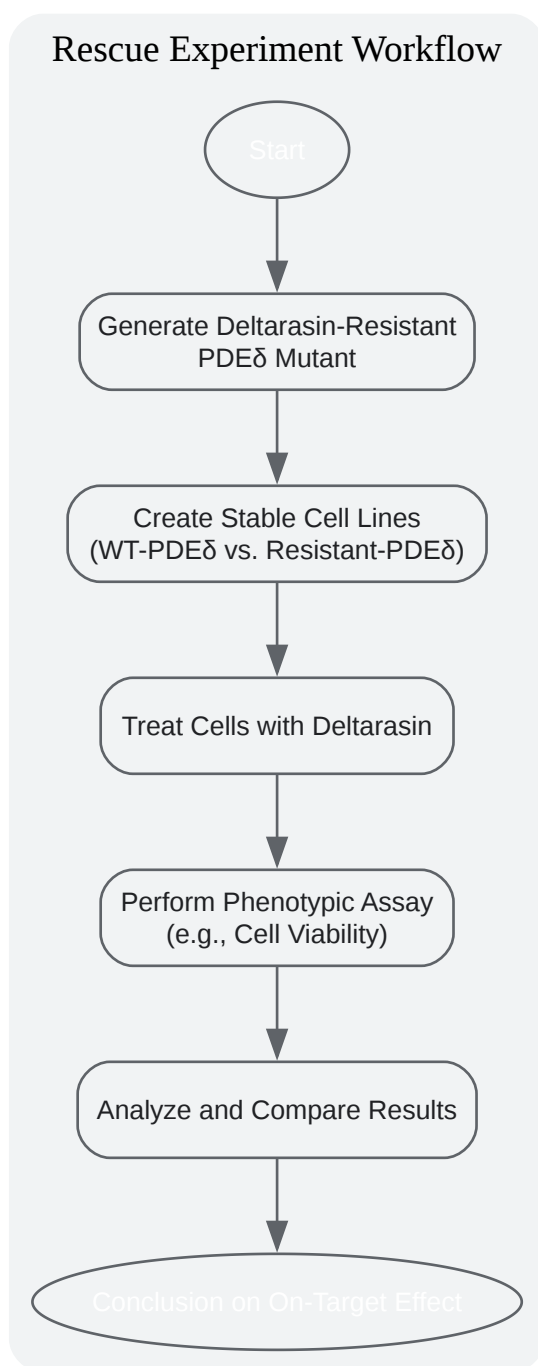 Rescue Experiment Workflow
Start
Generate Deltarasin-Resistant
PDEδ Mutant
Create Stable Cell Lines
(WT-PDEδ vs. Resistant-PDEδ)
Treat Cells with Deltarasin
Perform Phenotypic Assay
(e.g., Cell Viability)
Analyze and Compare Results
Conclusion on On-Target Effect